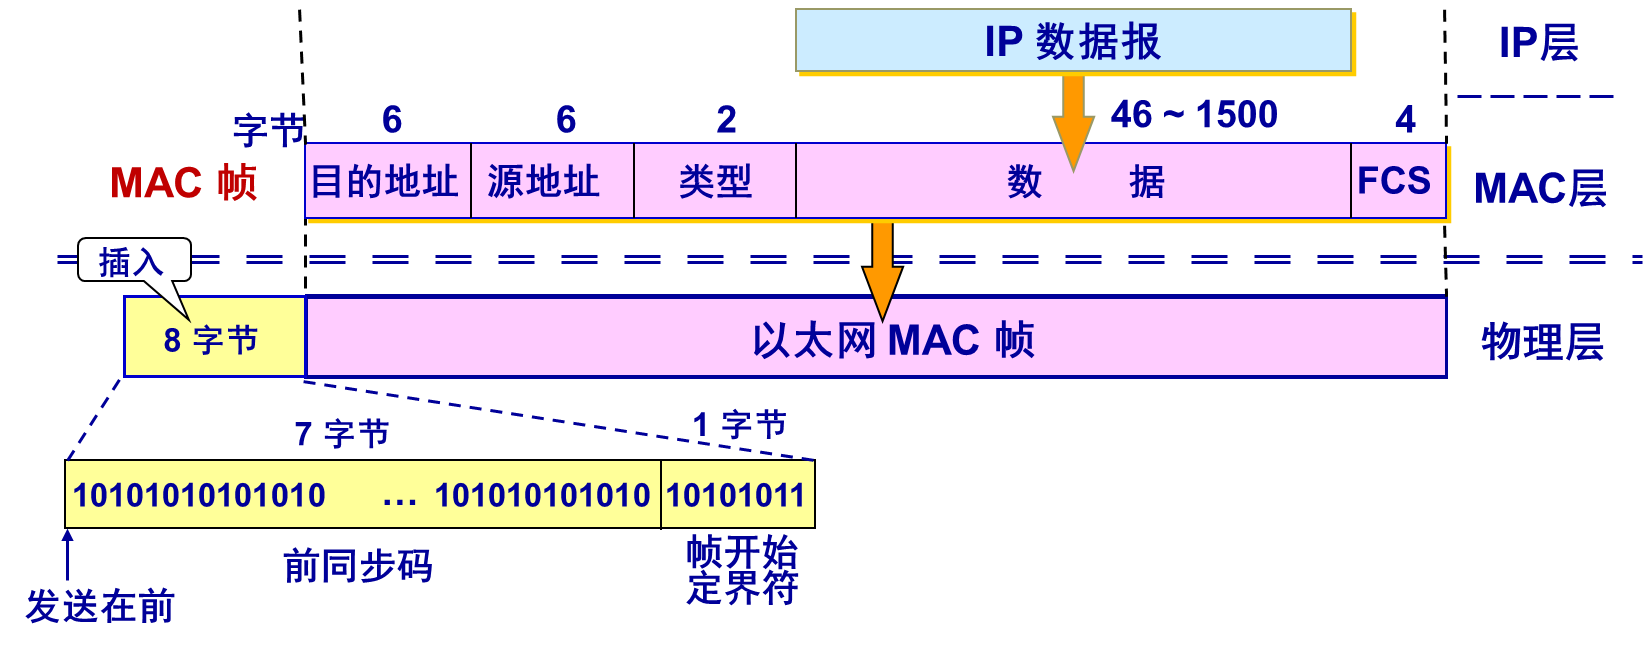 IP 数据报
IP层
字节
6
6
2
46 ~ 1500
4
MAC 帧
目的地址
源地址
类型
数 据
FCS
MAC层
插入
8 字节
以太网 MAC 帧
物理层
7 字节
1 字节
10101010101010 … 101010101010
10101011
前同步码
帧开始
定界符
发送在前